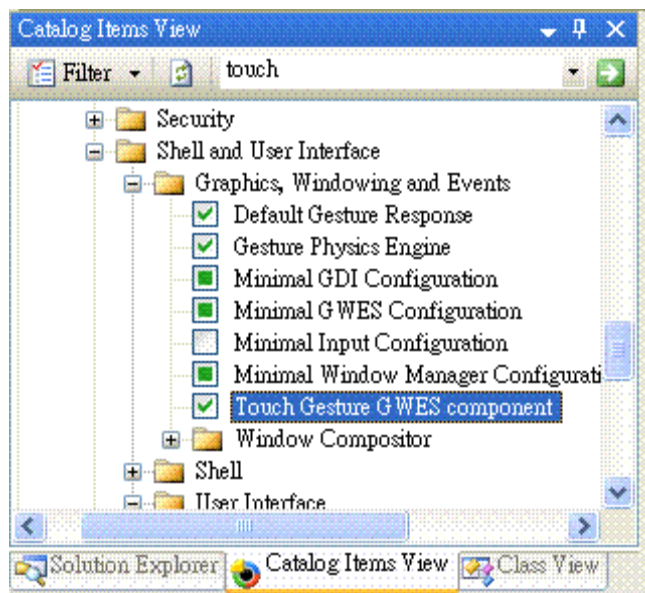 Catalog Items View
Filter touch
Security
Shell and User Interface
Graphics, Windowing and Events
Default Gesture Response
Gesture Physics Engine
Minimal GDI Configuration
Minimal GWES Configuration
Minimal Input Configuration
Minimal Window Manager Configurati
Touch Gesture GWES component
Window Compositor
Shell
User Interface
Solution Explorer Catalog Items View Class View